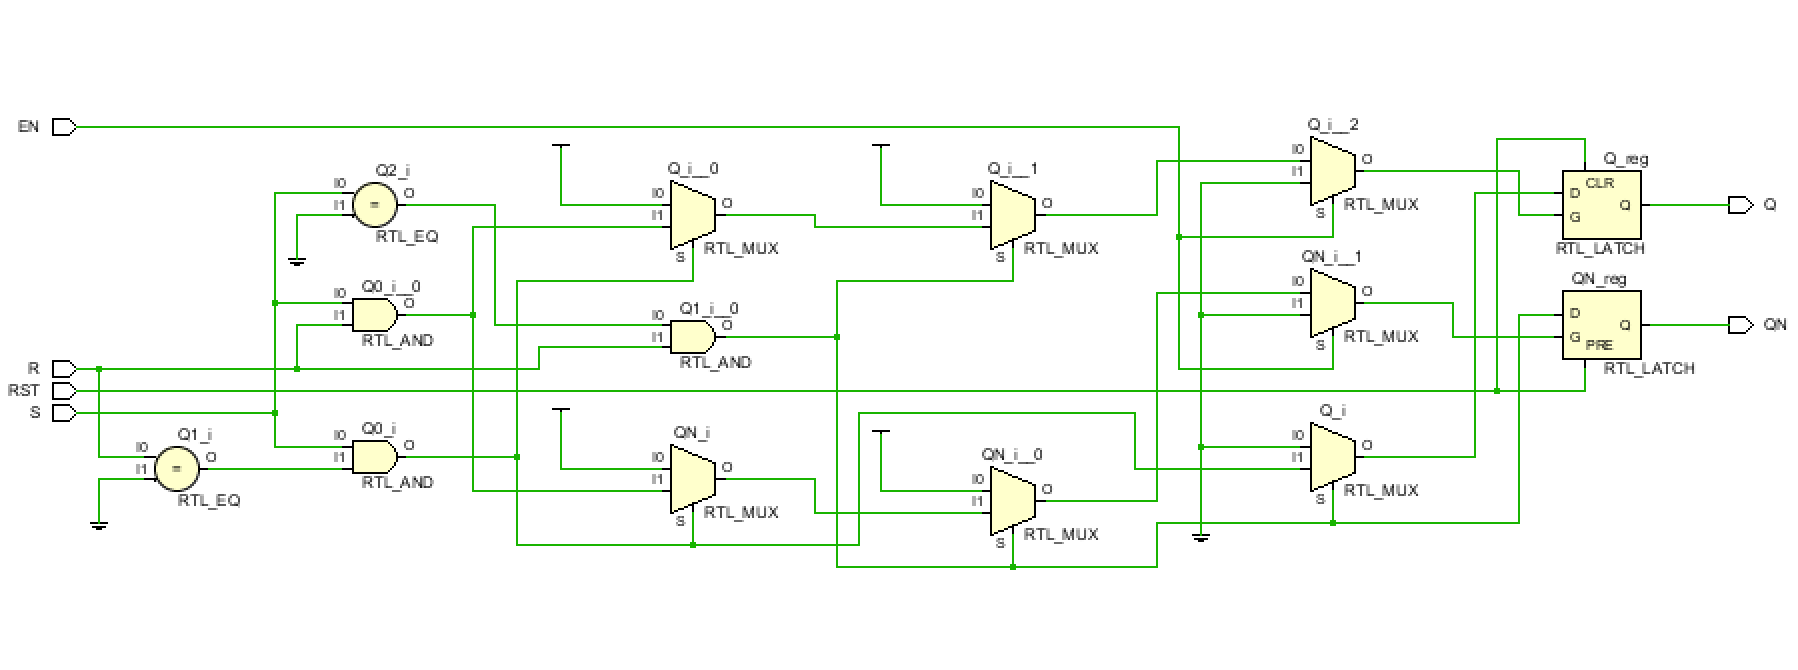 EN
Q2_i
I0
I1
=
O
RTL_EQ
Q_i__0
I0
I1
O
S
RTL_MUX
Q_i__1
I0
I1
O
S
RTL_MUX
Q_i__2
I0
I1
O
S
RTL_MUX
Q_reg
CLR
D
G
Q
RTL_LATCH
Q
Q0_i__0
I0
I1
O
RTL_AND
Q1_i__0
I0
I1
O
RTL_AND
QN_i__1
I0
I1
O
S
RTL_MUX
QN_reg
D
G
Q
PRE
RTL_LATCH
QN
R
RST
S
Q1_i
I0
I1
=
O
RTL_EQ
Q0_i
I0
I1
O
RTL_AND
QN_i
I0
I1
O
S
RTL_MUX
QN_i__0
I0
I1
O
S
RTL_MUX
Q_i
I0
I1
O
S
RTL_MUX